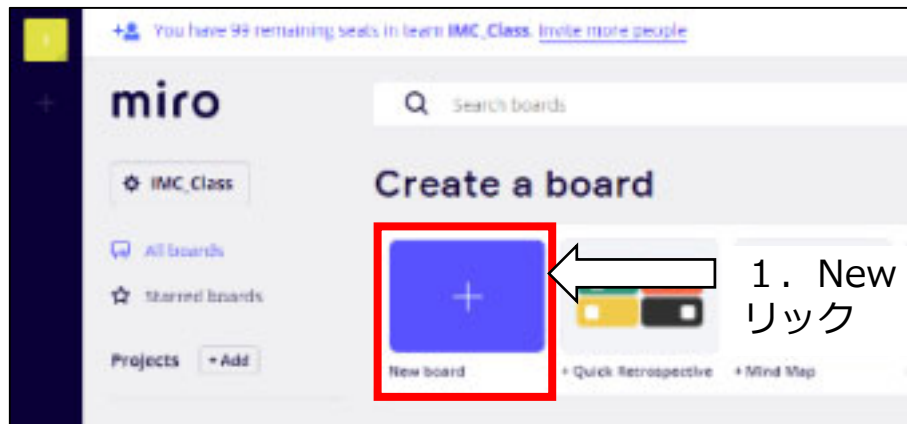 You have 99 remaining seats in team IMC_Class. Invite more people
miro
Search boards
IMC_Class
Create a board
All boards
Starred boards
1．New
リック
Projects
+ Add
New board
+ Quick Retrospective
+ Mind Map